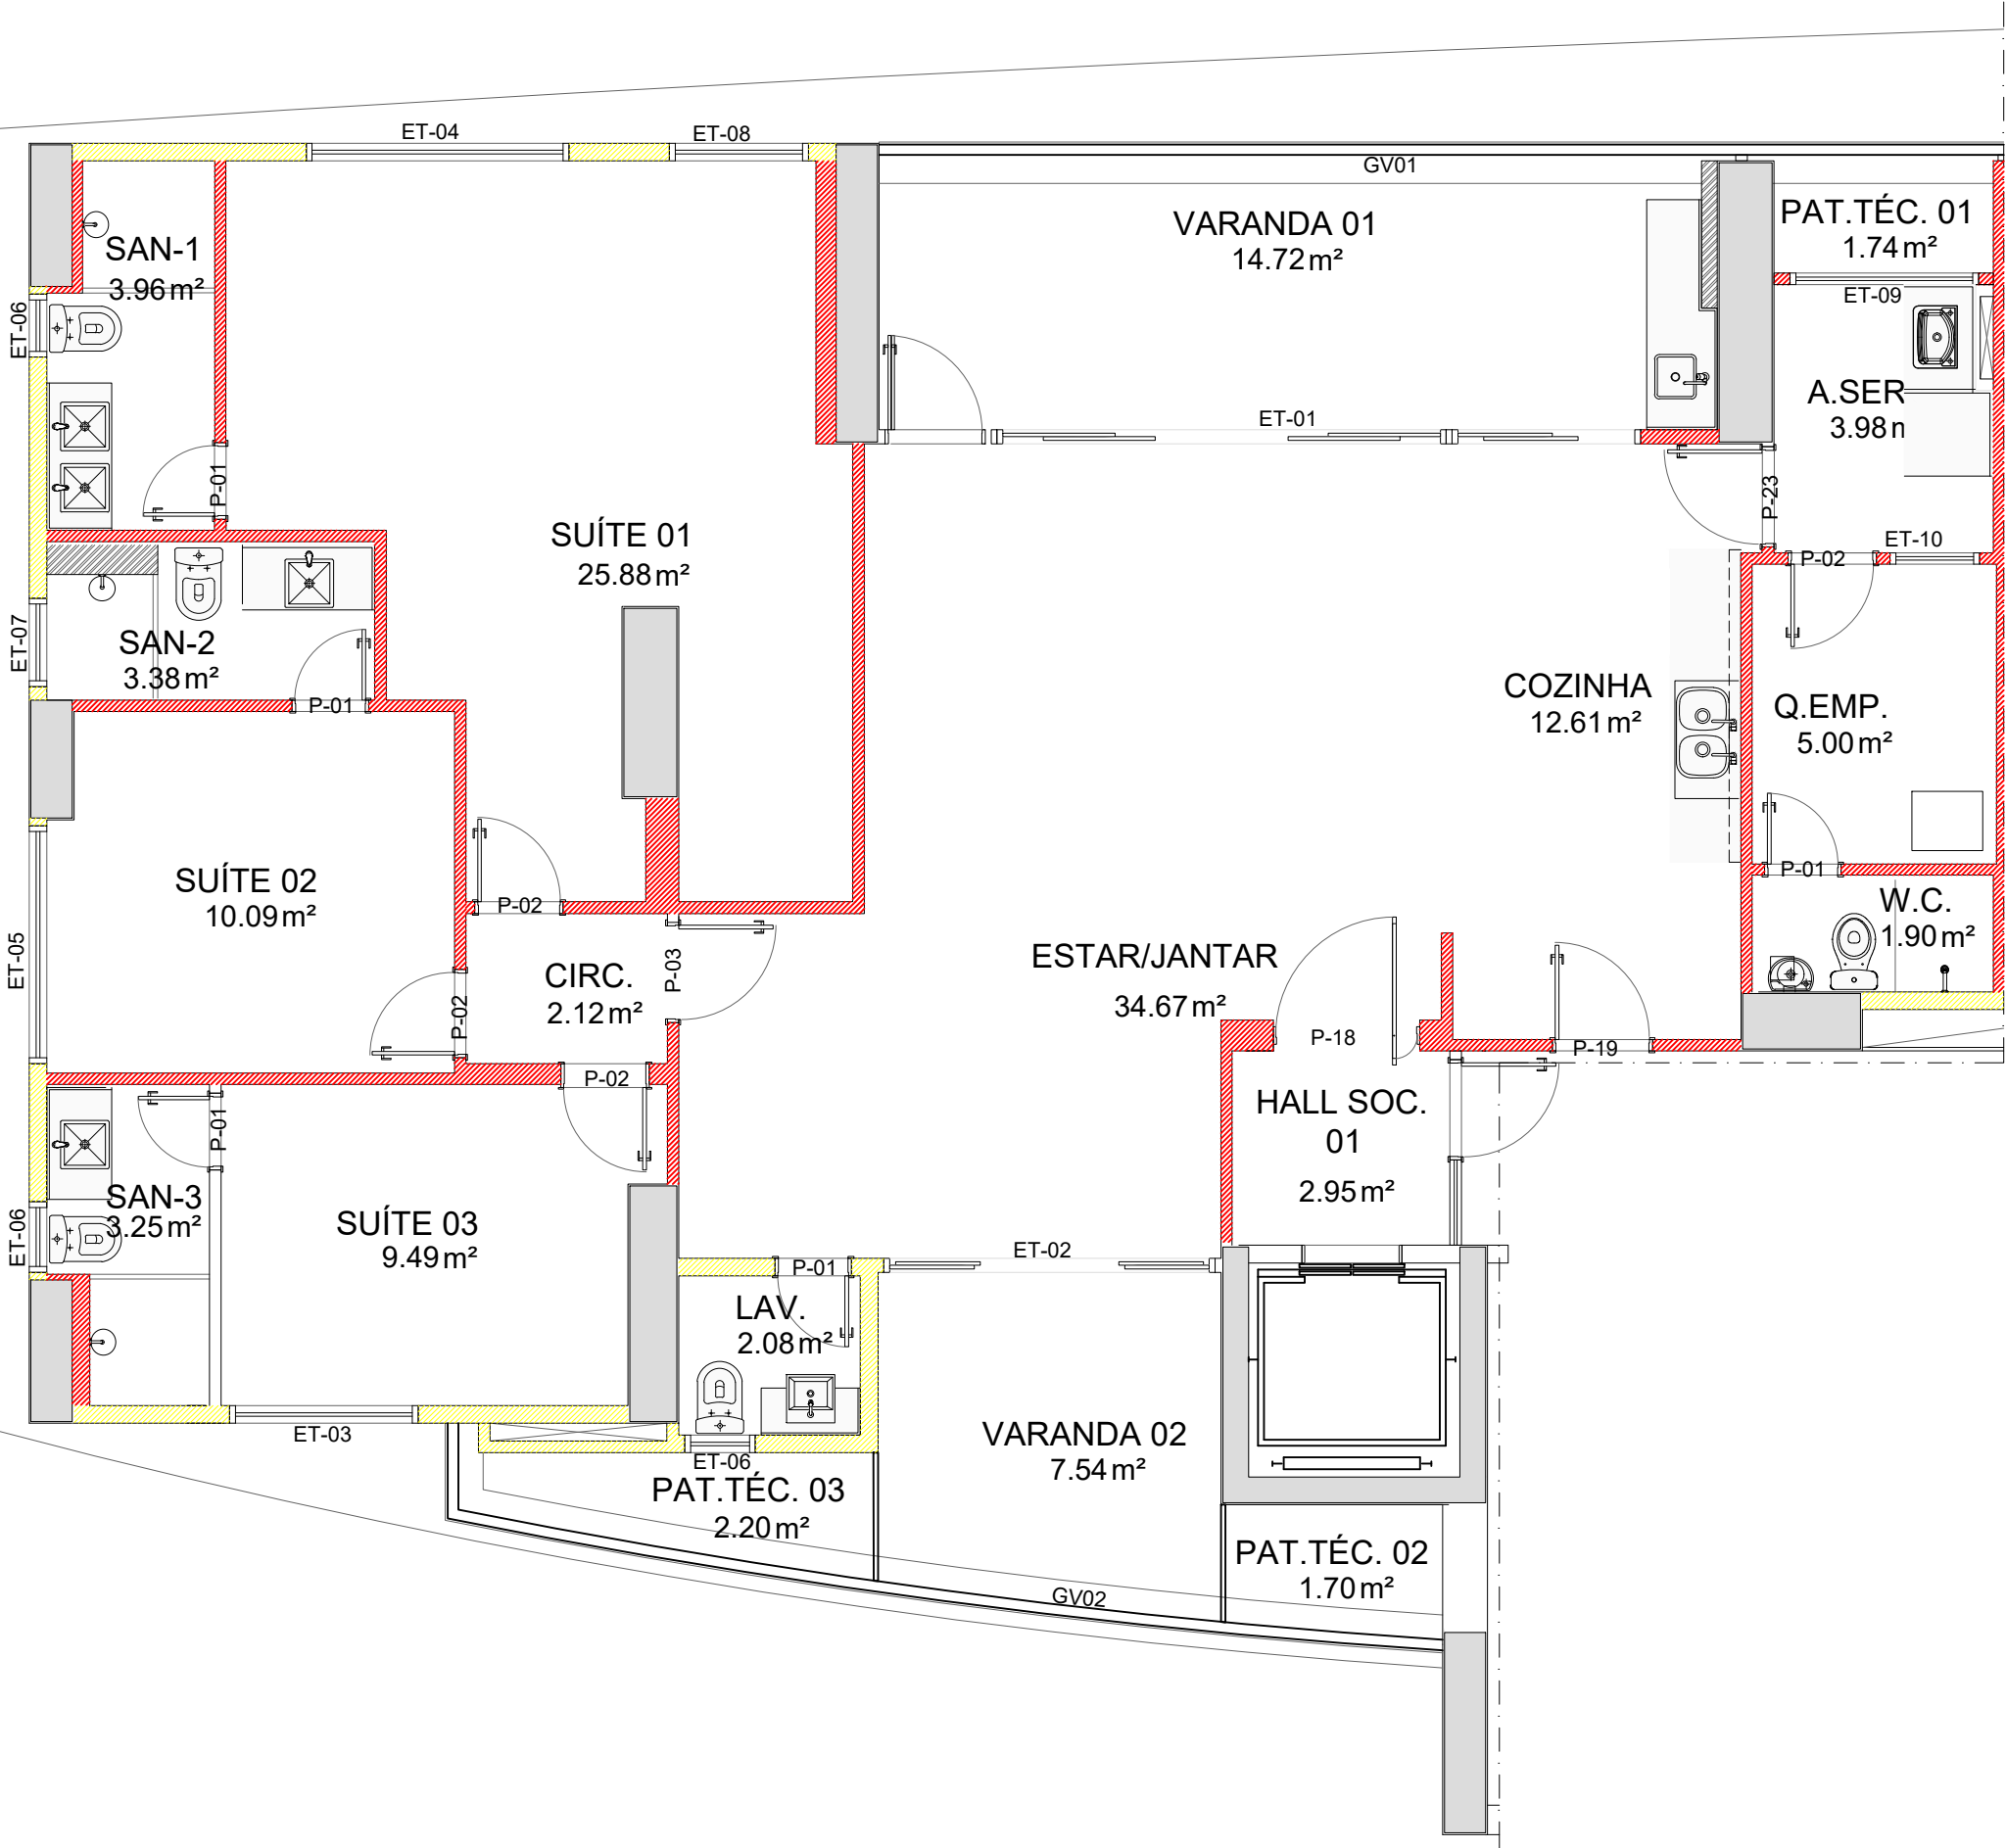 ET-04
ET-08
GV01
VARANDA 01
14.72 m²
PAT.TÉC. 01
1.74 m²
SAN-1
3.96 m²
ET-09
ET-06
A.SER
3.98
ET-01
P-01
P-23
SUÍTE 01
25.88 m²
ET-10
P-02
ET-07
SAN-2
3.38 m²
P-01
COZINHA
12.61 m²
Q.EMP.
5.00 m²
SUÍTE 02
10.09 m²
P-02
P-01
W.C.
1.90 m²
ET-05
CIRC.
2.12 m²
P-03
P-02
ESTAR/JANTAR
34.67 m²
P-18
P-19
P-02
HALL SOC.
01
2.95 m²
P-01
SAN-3
3.25 m²
ET-06
SUÍTE 03
9.49 m²
ET-02
P-01
LAV.
2.08 m²
ET-03
VARANDA 02
7.54 m²
ET-06
PAT.TÉC. 03
2.20 m²
PAT.TÉC. 02
1.70 m²
GV02